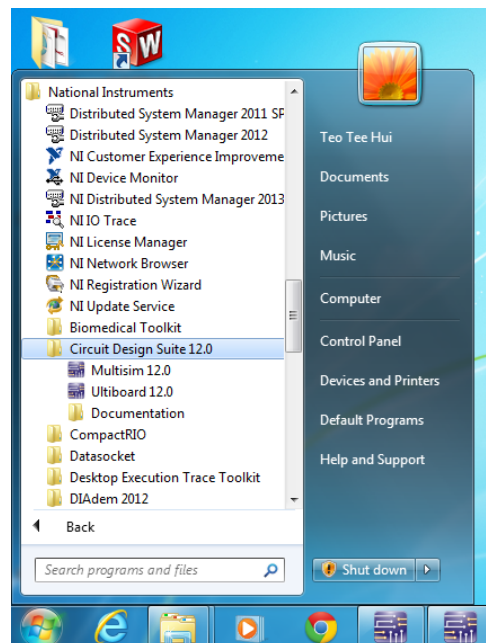 SW
National Instruments
Distributed System Manager 2011 SP
Distributed System Manager 2012
NI Customer Experience Improveme
NI Device Monitor
NI Distributed System Manager 2013
NI IO Trace
NI License Manager
NI Network Browser
NI Registration Wizard
NI Update Service
Biomedical Toolkit
Circuit Design Suite 12.0
Multisim 12.0
Ultiboard 12.0
Documentation
CompactRIO
Datasocket
Desktop Execution Trace Toolkit
DIAdem 2012
Back
Search programs and files
Teo Tee Hui
Documents
Pictures
Music
Computer
Control Panel
Devices and Printers
Default Programs
Help and Support
Shut down